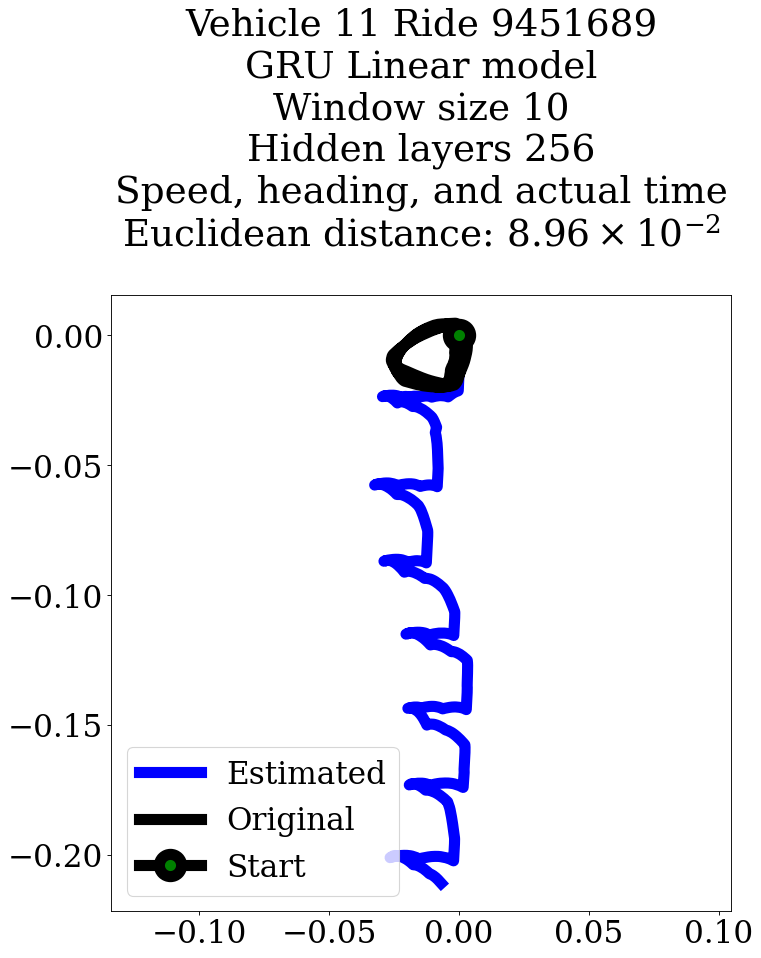 Vehicle 11 Ride 9451689
GRU Linear model
Window size 10
Hidden layers 256
Speed, heading, and actual time
Euclidean distance: 8.96 × 10⁻²
0.00
−0.05
−0.10
−0.15
−0.20
Estimated
Original
Start
−0.10 −0.05 0.00 0.05 0.10